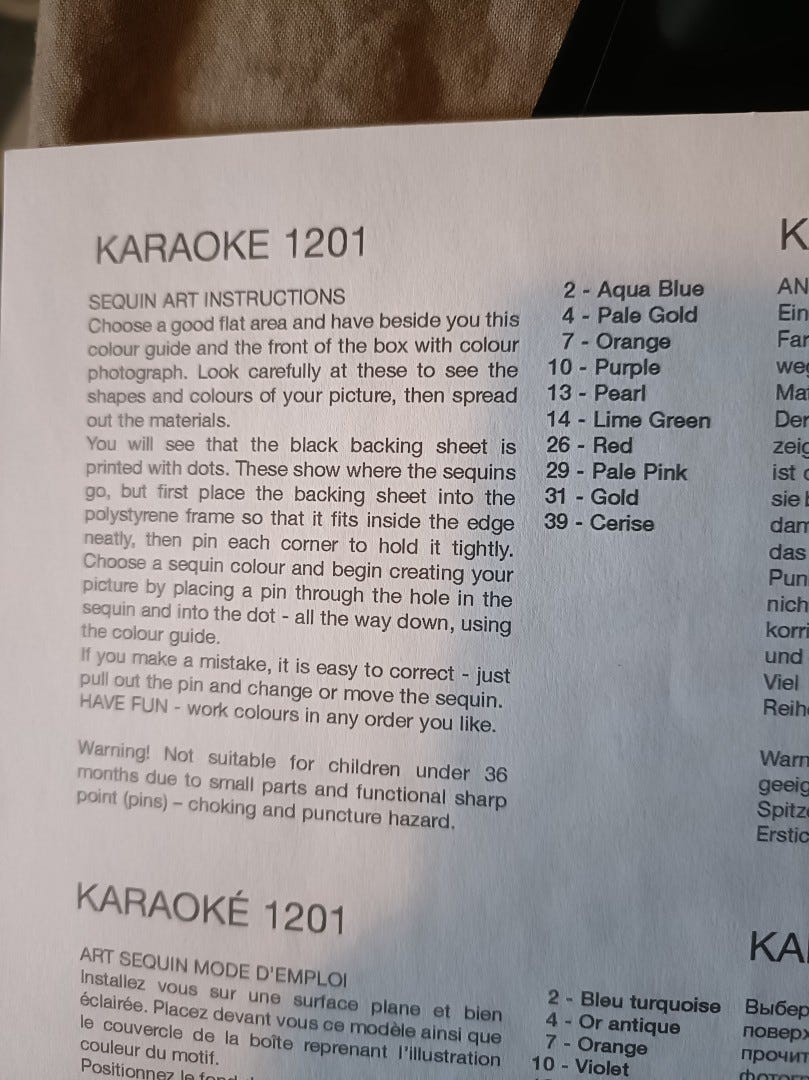 KARAOKE 1201
SEQUIN ART INSTRUCTIONS
Choose a good flat area and have beside you this
colour guide and the front of the box with colour
photograph. Look carefully at these to see the
shapes and colours of your picture, then spread
out the materials.
You will see that the black backing sheet is
printed with dots. These show where the sequins
go, but first place the backing sheet into the
polystyrene frame so that it fits inside the edge
neatly, then pin each corner to hold it tightly.
Choose a sequin colour and begin creating your
picture by placing a pin through the hole in the
sequin and into the dot - all the way down, using
the colour guide.
If you make a mistake, it is easy to correct - just
pull out the pin and change or move the sequin.
HAVE FUN - work colours in any order you like.
Warning! Not suitable for children under 36
months due to small parts and functional sharp
point (pins) – choking and puncture hazard.
2 - Aqua Blue
4 - Pale Gold
7 - Orange
10 - Purple
13 - Pearl
14 - Lime Green
26 - Red
29 - Pale Pink
31 - Gold
39 - Cerise
KARAOKÉ 1201
ART SEQUIN MODE D'EMPLOI
Installez vous sur une surface plane et bien
éclairée. Placez devant vous ce modèle ainsi que
le couvercle de la boîte reprenant l'illustration
couleur du motif.
Positionnez le fond
2 - Bleu turquoise
4 - Or antique
7 - Orange
10 - Violet
K
AN
Ein
Far
weg
Ma
Der
zeig
ist
sie
dam
das
Pun
nich
korri
und
Viel
Reih
Warn
geeig
Spitz
Erstic
KA
Выбер
поверх
прочит